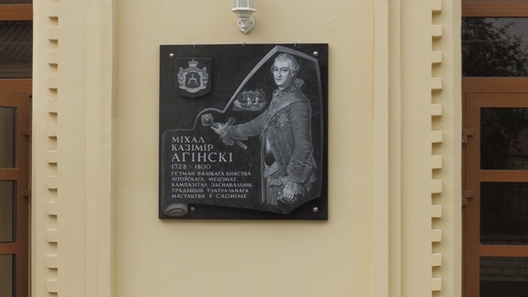 МІХАЛ
КАЗІМІР
АГІНСКІ
1728 - 1800
ГЕТМАН ВЯЛІКАГА КНЯСТВА
ЛІТОЎСКАГА, МЕЦЭНАТ,
КАМПАЗІТАР, ЗАСНАВАЛЬНІК
ТРАДЫЦЫЙ ТЭАТРАЛЬНАГА
МАСТАЦТВА Ў СЛОНІМЕ